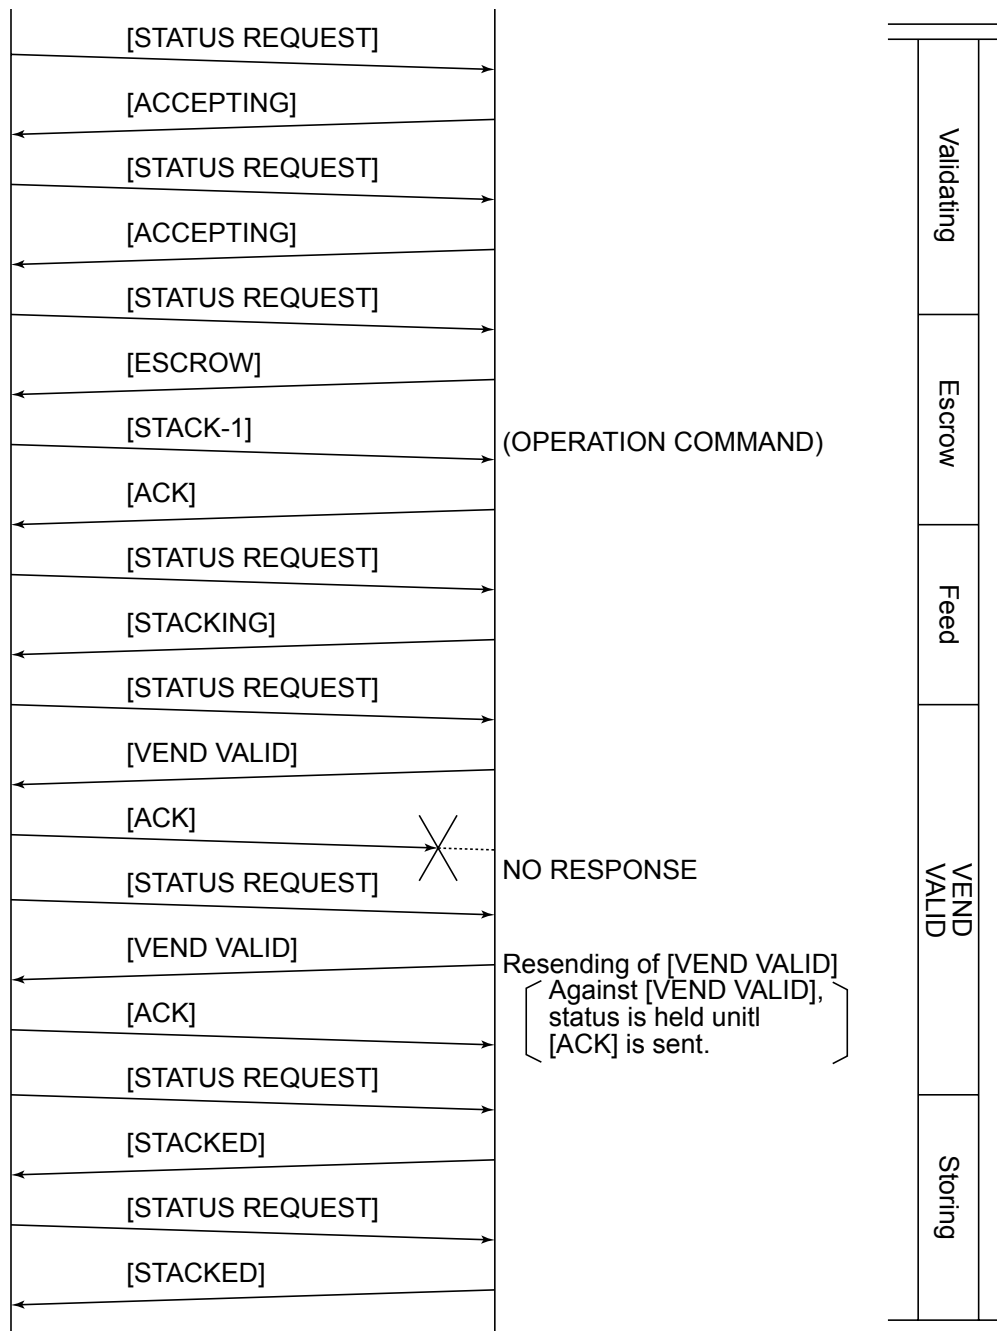 [STATUS REQUEST]
[ACCEPTING]
[STATUS REQUEST]
[ACCEPTING]
[STATUS REQUEST]
[ESCROW]
[STACK-1]
(OPERATION COMMAND)
[ACK]
[STATUS REQUEST]
[STACKING]
[STATUS REQUEST]
[VEND VALID]
[ACK]
NO RESPONSE
[STATUS REQUEST]
[VEND VALID]
Resending of [VEND VALID]
Against [VEND VALID],
status is held unitl
[ACK] is sent.
[ACK]
[STATUS REQUEST]
[STACKED]
[STATUS REQUEST]
[STACKED]
Validating
Escrow
Feed
VEND
VALID
Storing